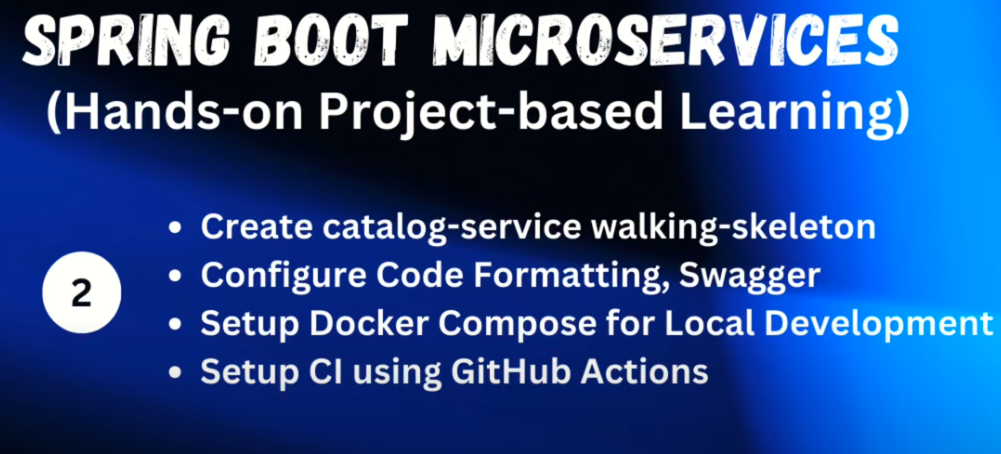 SPRING BOOT MICROSERVICES
(Hands-on Project-based Learning)
2
• Create catalog-service walking-skeleton
• Configure Code Formatting, Swagger
• Setup Docker Compose for Local Development
• Setup CI using GitHub Actions